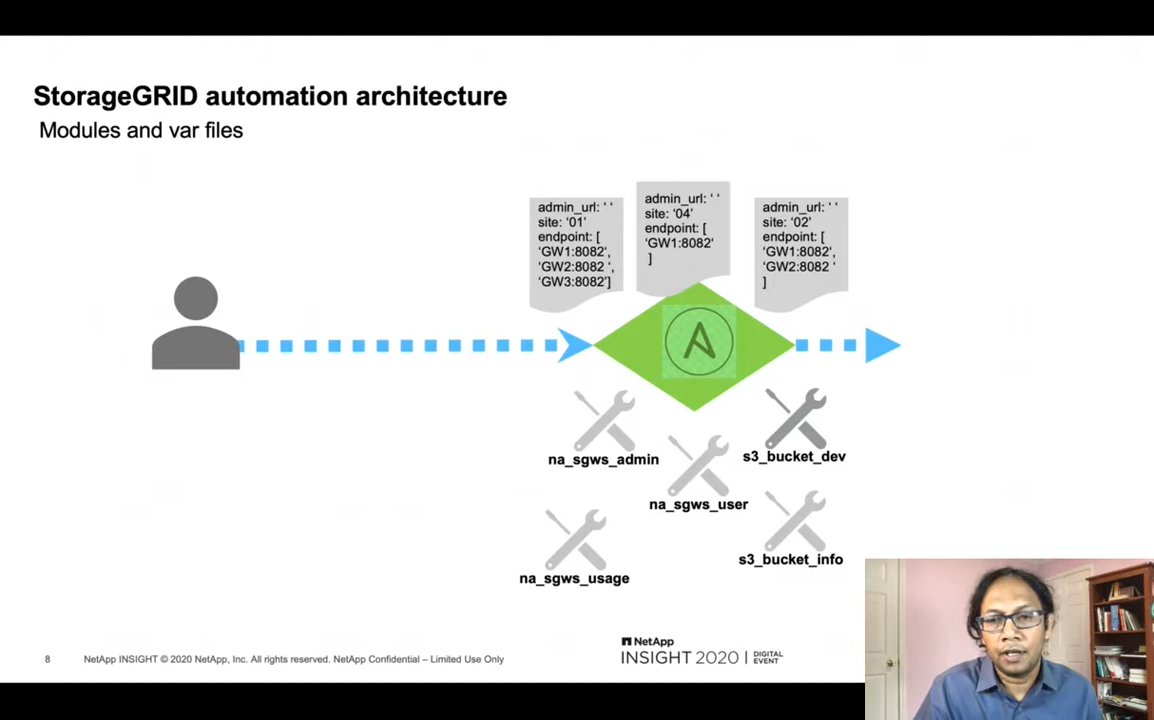 StorageGRID automation architecture
Modules and var files
admin_url: ‘ ‘
site: ‘01’
endpoint: [
‘GW1:8082’,
‘GW2:8082 ‘,
‘GW3:8082’]
admin_url: ‘ ‘
site: ‘04’
endpoint: [
‘GW1:8082’
]
admin_url: ‘ ‘
site: ‘02’
endpoint: [
‘GW1:8082’,
‘GW2:8082 ‘
]
na_sgws_admin
s3_bucket_dev
na_sgws_user
s3_bucket_info
na_sgws_usage
8 NetApp INSIGHT © 2020 NetApp, Inc. All rights reserved. NetApp Confidential – Limited Use Only
NetApp
INSIGHT 2020 | DIGITAL
EVENT